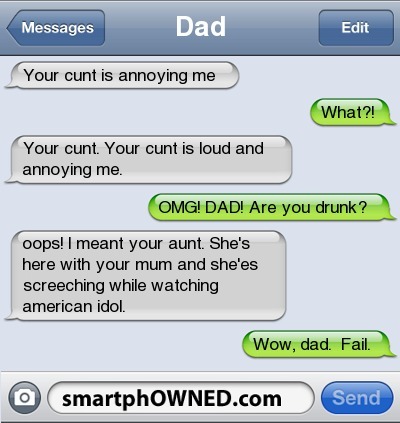 Messages
Dad
Edit
Your cunt is annoying me
What?!
Your cunt. Your cunt is loud and
annoying me.
OMG! DAD! Are you drunk?
oops! I meant your aunt. She's
here with your mum and she'es
screeching while watching
american idol.
Wow, dad.  Fail.
smartphOWNED.com
Send